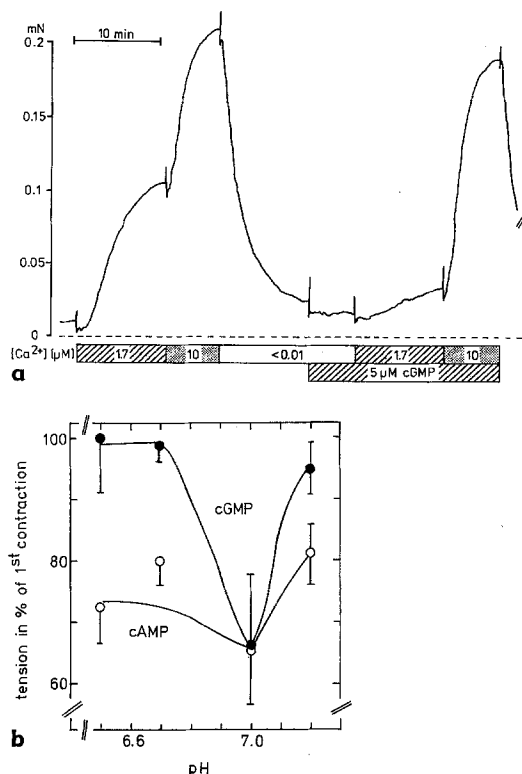 mN
10 min
0.2
0.15
0.1
0.05
0
[Ca²⁺] [µM] 1.7 10 <0.01 1.7 10
5 µM cGMP
a
100
80
60
tension in % of 1st contraction
cGMP
cAMP
6.6 7.0
pH
b